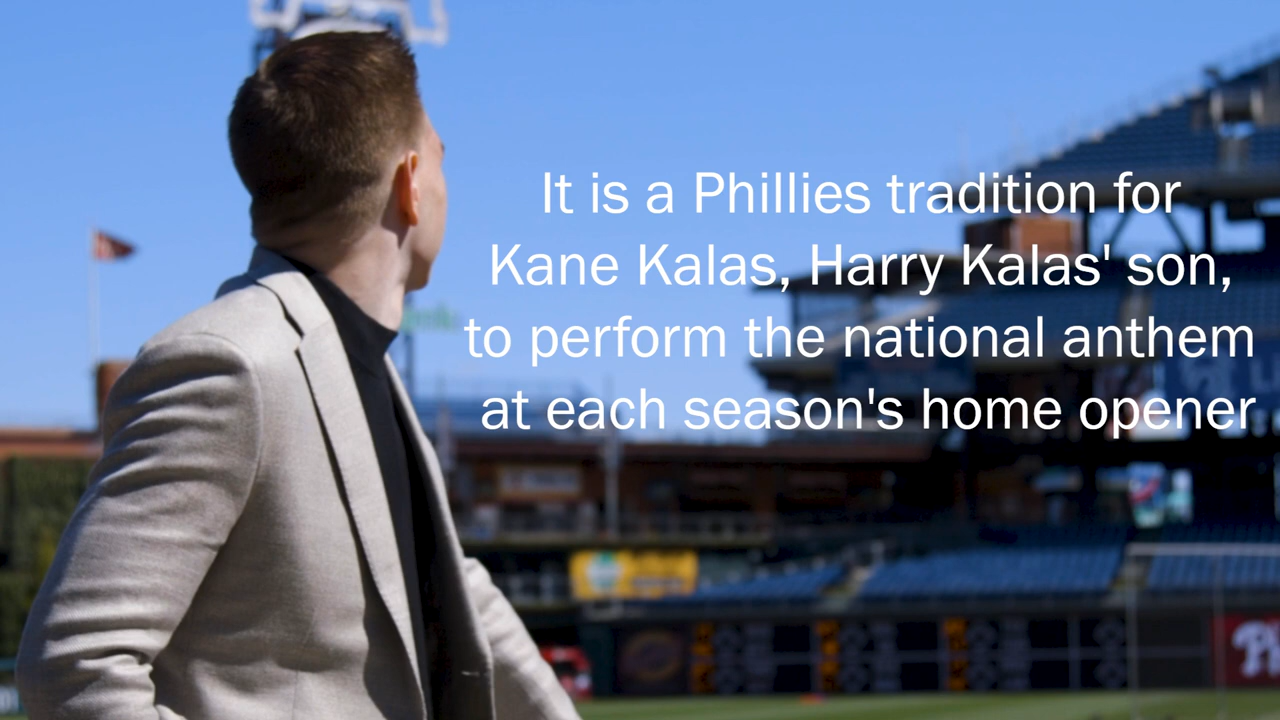 It is a Phillies tradition for
Kane Kalas, Harry Kalas' son,
to perform the national anthem
at each season's home opener